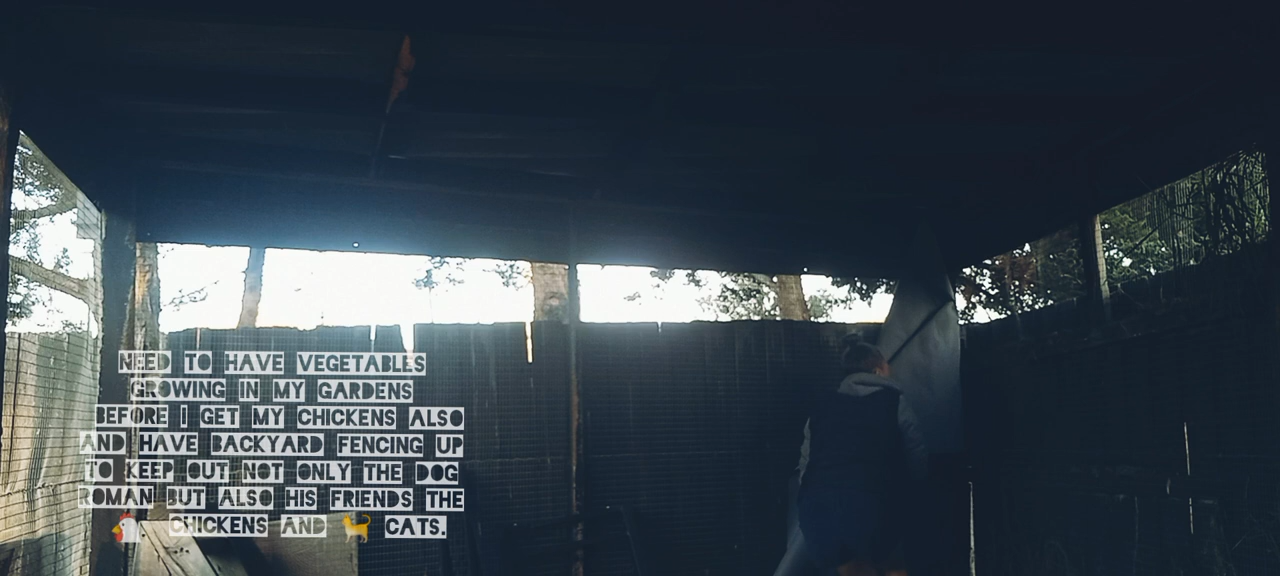 NEED TO HAVE VEGETABLES
GROWING IN MY GARDENS
BEFORE I GET MY CHICKENS ALSO
AND HAVE BACKYARD FENCING UP
TO KEEP OUT NOT ONLY THE DOG
ROMAN BUT ALSO HIS FRIENDS THE
🐔 CHICKENS AND 🐈 CATS.